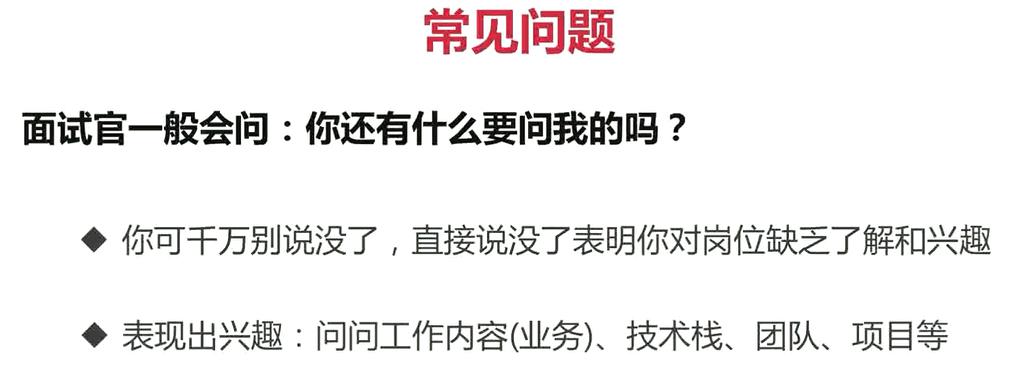 常见问题
面试官一般会问：你还有什么要问我的吗？
◆ 你可千万别说没了，直接说没了表明你对岗位缺乏了解和兴趣
◆ 表现出兴趣：问问工作内容(业务)、技术栈、团队、项目等